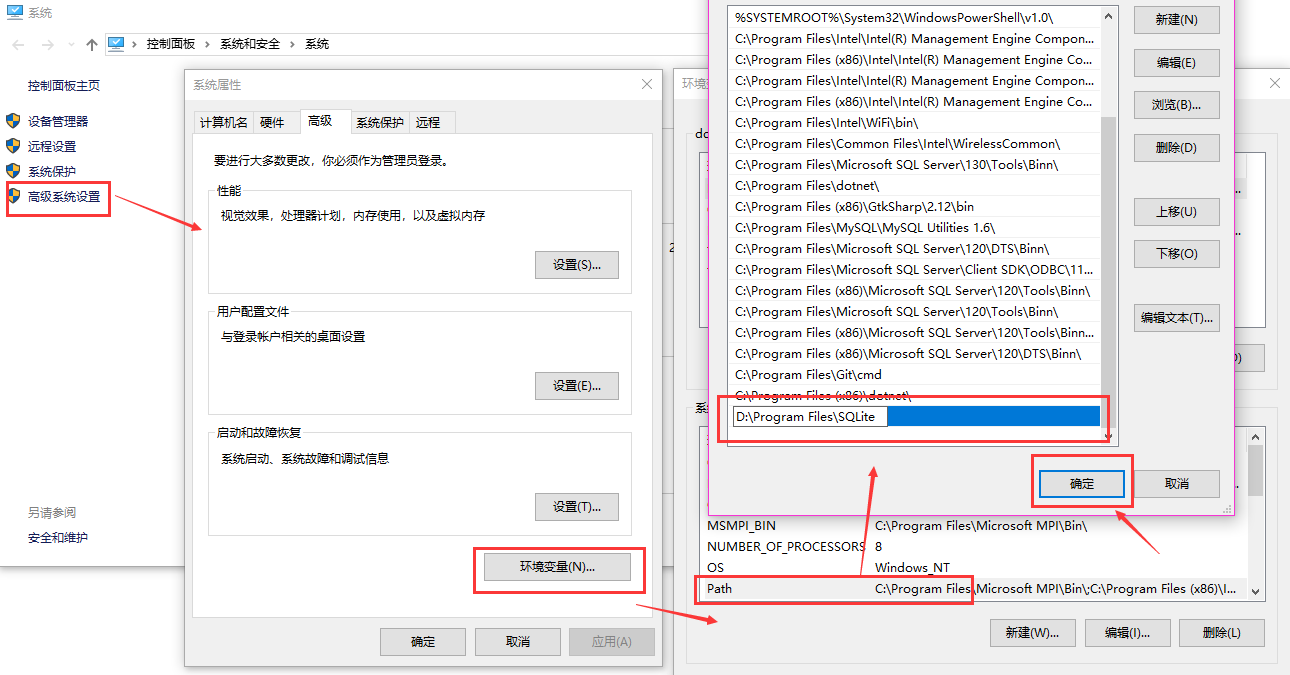 系统
控制面板 › 系统和安全 › 系统
控制面板主页
设备管理器
远程设置
系统保护
高级系统设置
另请参阅
安全和维护
系统属性
计算机名 硬件 高级 系统保护 远程
要进行大多数更改，你必须作为管理员登录。
性能
视觉效果，处理器计划，内存使用，以及虚拟内存
设置(S)...
用户配置文件
与登录帐户相关的桌面设置
设置(E)...
启动和故障恢复
系统启动、系统故障和调试信息
设置(T)...
环境变量(N)...
确定 取消 应用(A)
%SYSTEMROOT%\System32\WindowsPowerShell\v1.0\
C:\Program Files\Intel\Intel(R) Management Engine Compon...
C:\Program Files (x86)\Intel\Intel(R) Management Engine Co...
C:\Program Files\Intel\Intel(R) Management Engine Compon...
C:\Program Files (x86)\Intel\Intel(R) Management Engine Co...
C:\Program Files\Intel\WiFi\bin\
C:\Program Files\Common Files\Intel\WirelessCommon\
C:\Program Files\Microsoft SQL Server\130\Tools\Binn\
C:\Program Files\dotnet\
C:\Program Files (x86)\GtkSharp\2.12\bin
C:\Program Files\MySQL\MySQL Utilities 1.6\
C:\Program Files\Microsoft SQL Server\120\DTS\Binn\
C:\Program Files\Microsoft SQL Server\Client SDK\ODBC\11...
C:\Program Files (x86)\Microsoft SQL Server\120\Tools\Binn\
C:\Program Files\Microsoft SQL Server\120\Tools\Binn\
C:\Program Files (x86)\Microsoft SQL Server\120\Tools\Binn...
C:\Program Files (x86)\Microsoft SQL Server\120\DTS\Binn\
C:\Program Files\Git\cmd
C:\Program Files (x86)\dotnet\
D:\Program Files\SQLite
新建(N)
编辑(E)
浏览(B)...
删除(D)
上移(U)
下移(O)
编辑文本(T)...
确定 取消
MSMPI_BIN C:\Program Files\Microsoft MPI\Bin\
NUMBER_OF_PROCESSORS 8
OS Windows_NT
Path C:\Program Files\Microsoft MPI\Bin\;C:\Program Files (x86)\I...
新建(W)... 编辑(I)... 删除(L)